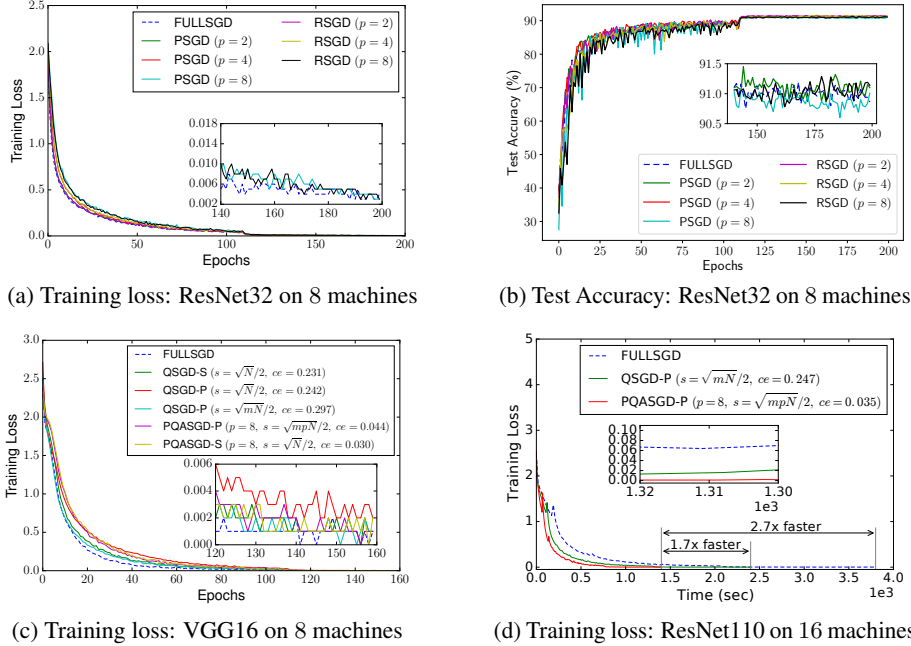 2.5
2.0
1.5
1.0
0.5
0.0
Training Loss
FULLSGD
PSGD (p = 2)
PSGD (p = 4)
PSGD (p = 8)
RSGD (p = 2)
RSGD (p = 4)
RSGD (p = 8)
0.018
0.014
0.010
0.006
0.002
140 160 180 200
0 50 100 150 200
Epochs
(a) Training loss: ResNet32 on 8 machines
90
80
70
60
50
40
30
Test Accuracy (%)
91.5
91.0
90.5
150 175 200
FULLSGD
PSGD (p = 2)
PSGD (p = 4)
PSGD (p = 8)
RSGD (p = 2)
RSGD (p = 4)
RSGD (p = 8)
0 25 50 75 100 125 150 175 200
Epochs
(b) Test Accuracy: ResNet32 on 8 machines
3.0
2.5
2.0
1.5
1.0
0.5
0.0
Training Loss
FULLSGD
QSGD-S (s = √N/2, ce = 0.231)
QSGD-P (s = √N/2, ce = 0.242)
QSGD-P (s = √mN/2, ce = 0.297)
PQASGD-P (p = 8, s = √mpN/2, ce = 0.044)
PQASGD-S (p = 8, s = √N/2, ce = 0.030)
0.006
0.004
0.002
0.000
120 130 140 150 160
0 20 40 60 80 100 120 140 160
Epochs
(c) Training loss: VGG16 on 8 machines
5
4
3
2
1
0
Training Loss
FULLSGD
QSGD-P (s = √mN/2, ce = 0.247)
PQASGD-P (p = 8, s = √mpN/2, ce = 0.035)
0.10
0.08
0.06
0.04
0.02
0.00
1.32 1.31 1.30
1e3
2.7x faster
1.7x faster
0.0 0.5 1.0 1.5 2.0 2.5 3.0 3.5 4.0
Time (sec) 1e3
(d) Training loss: ResNet110 on 16 machines